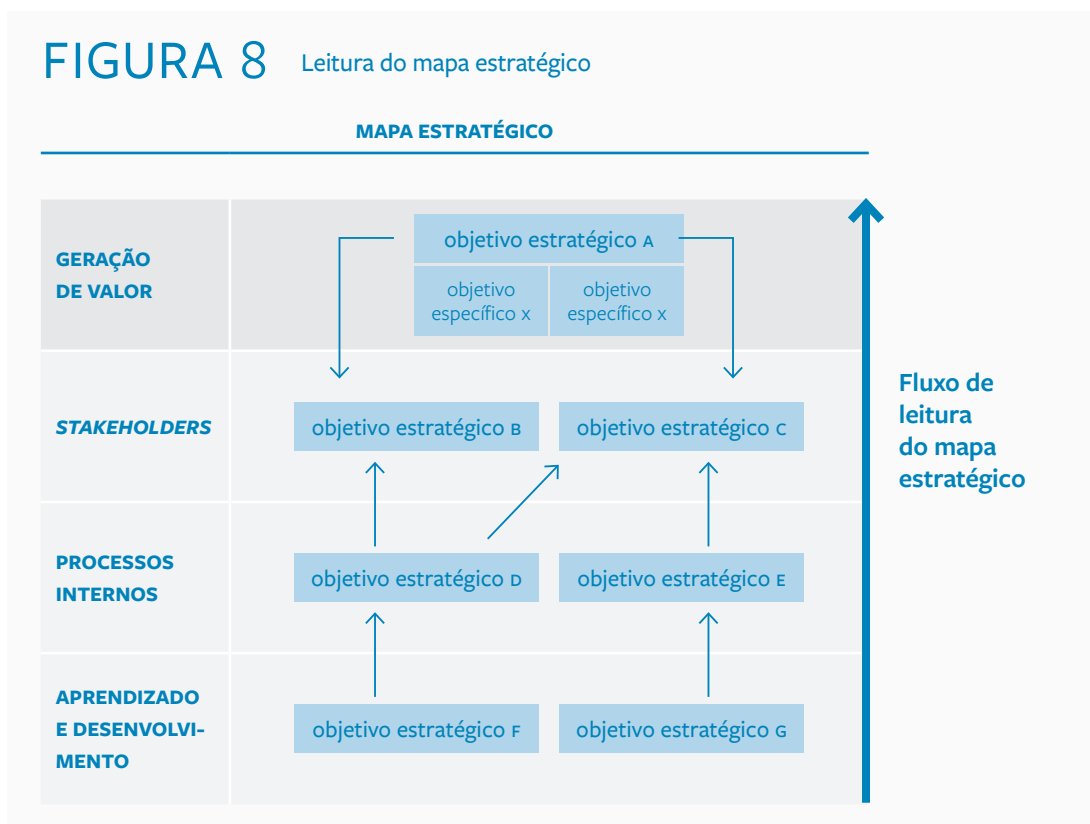 FIGURA 8 Leitura do mapa estratégico
MAPA ESTRATÉGICO
GERAÇÃO
DE VALOR
objetivo estratégico A
objetivo
específico x
objetivo
específico x
STAKEHOLDERS
objetivo estratégico B
objetivo estratégico C
PROCESSOS
INTERNOS
objetivo estratégico D
objetivo estratégico E
APRENDIZADO
E DESENVOLVI-
MENTO
objetivo estratégico F
objetivo estratégico G
Fluxo de
leitura
do mapa
estratégico